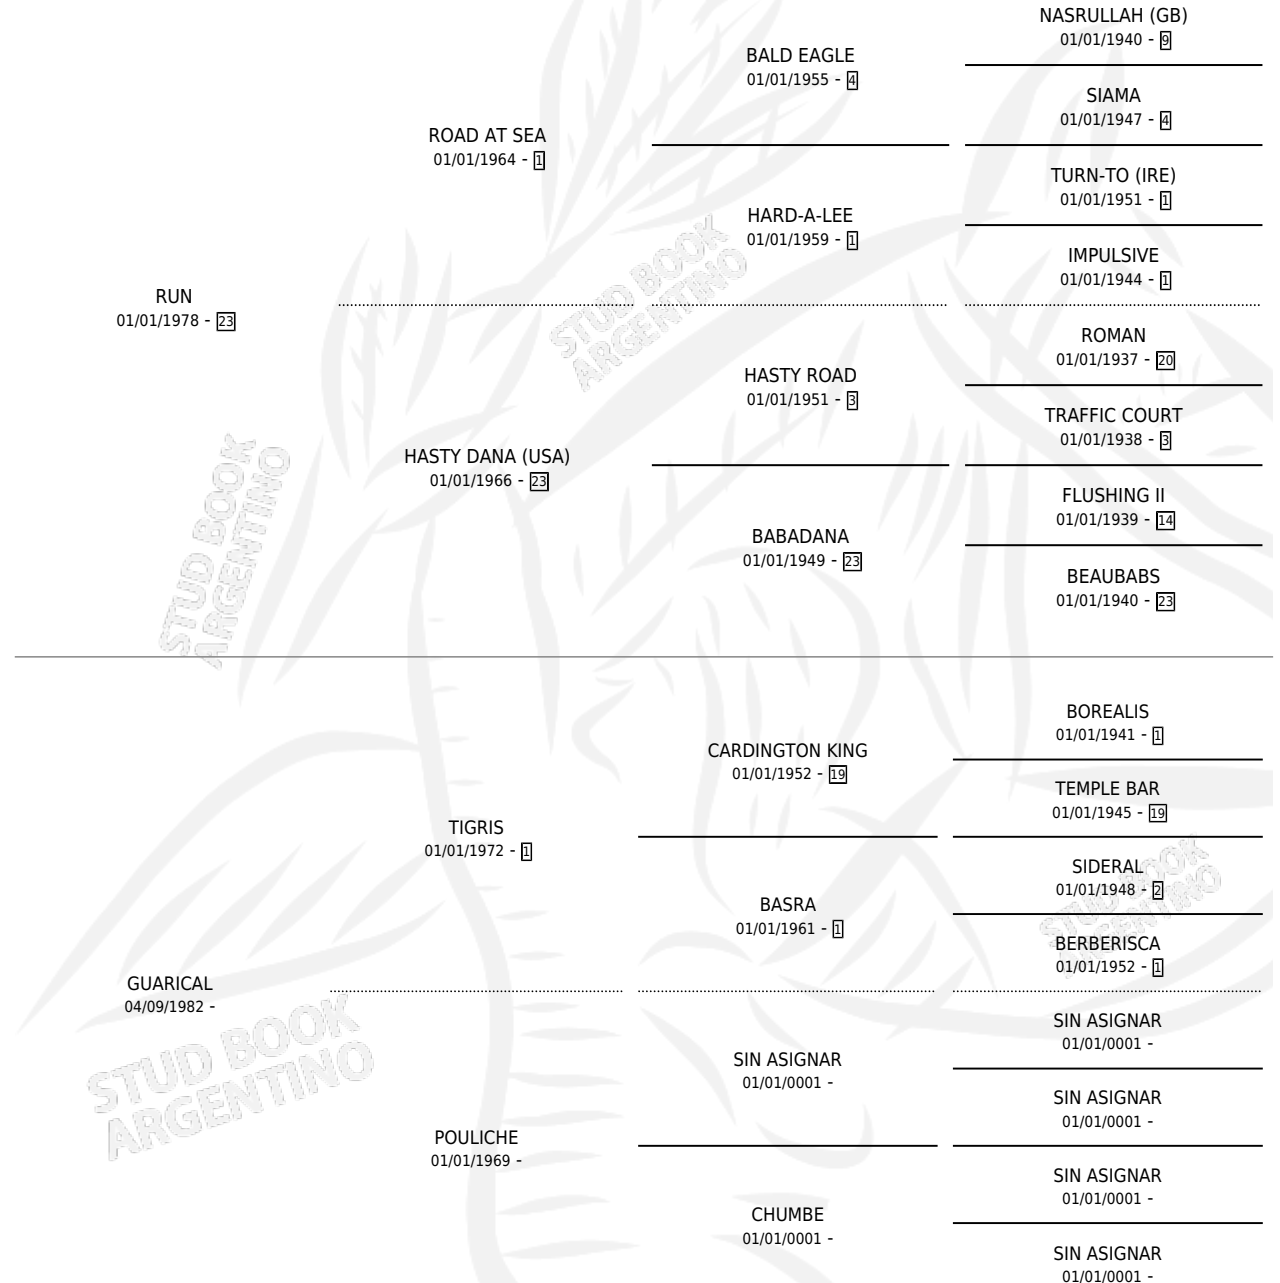 NASRULLAH (GB)
01/01/1940 - 9
BALD EAGLE
01/01/1955 - 4
SIAMA
01/01/1947 - 4
ROAD AT SEA
01/01/1964 - 1
TURN-TO (IRE)
01/01/1951 - 1
HARD-A-LEE
01/01/1959 - 1
IMPULSIVE
01/01/1944 - 1
RUN
01/01/1978 - 23
ROMAN
01/01/1937 - 20
HASTY ROAD
01/01/1951 - 3
TRAFFIC COURT
01/01/1938 - 3
HASTY DANA (USA)
01/01/1966 - 23
FLUSHING II
01/01/1939 - 14
BABADANA
01/01/1949 - 23
BEAUBABS
01/01/1940 - 23
BOREALIS
01/01/1941 - 1
CARDINGTON KING
01/01/1952 - 19
TEMPLE BAR
01/01/1945 - 19
TIGRIS
01/01/1972 - 1
SIDERAL
01/01/1948 - 2
BASRA
01/01/1961 - 1
BERBERISCA
01/01/1952 - 1
GUARICAL
04/09/1982 -
SIN ASIGNAR
01/01/0001 -
SIN ASIGNAR
01/01/0001 -
SIN ASIGNAR
01/01/0001 -
POULICHE
01/01/1969 -
SIN ASIGNAR
01/01/0001 -
CHUMBE
01/01/0001 -
SIN ASIGNAR
01/01/0001 -
STUD BOOK
ARGENTINO
STUD BOOK
ARGENTINO
STUD BOOK
ARGENTINO
STUD BOOK
ARGENTINO